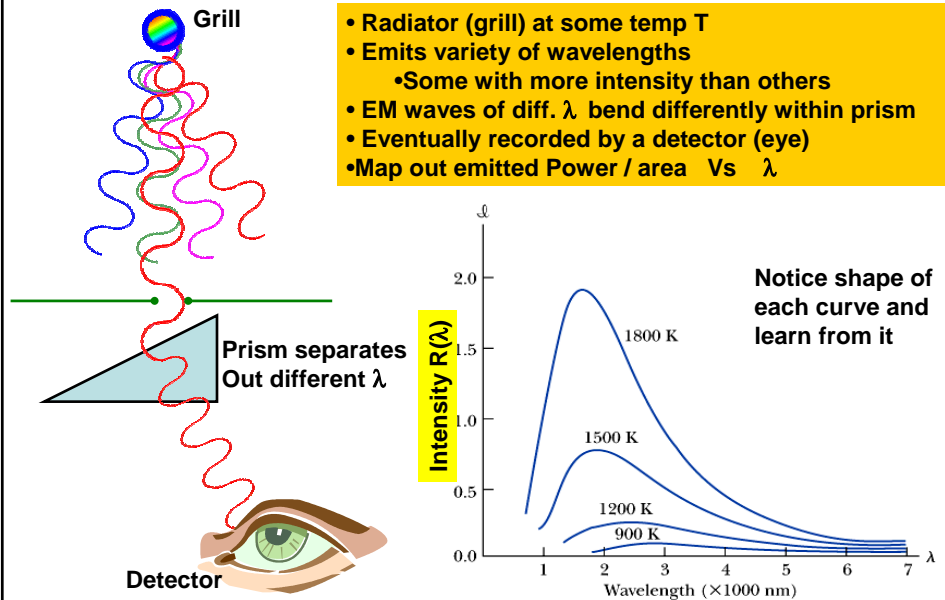 Grill
• Radiator (grill) at some temp T
• Emits variety of wavelengths
•Some with more intensity than others
• EM waves of diff. λ bend differently within prism
• Eventually recorded by a detector (eye)
•Map out emitted Power / area Vs λ
Prism separates
Out different λ
Detector
ℐ
2.0
1.5
1.0
0.5
0.0
Intensity R(λ)
1800 K
1500 K
1200 K
900 K
1 2 3 4 5 6 7 λ
Wavelength (×1000 nm)
Notice shape of
each curve and
learn from it